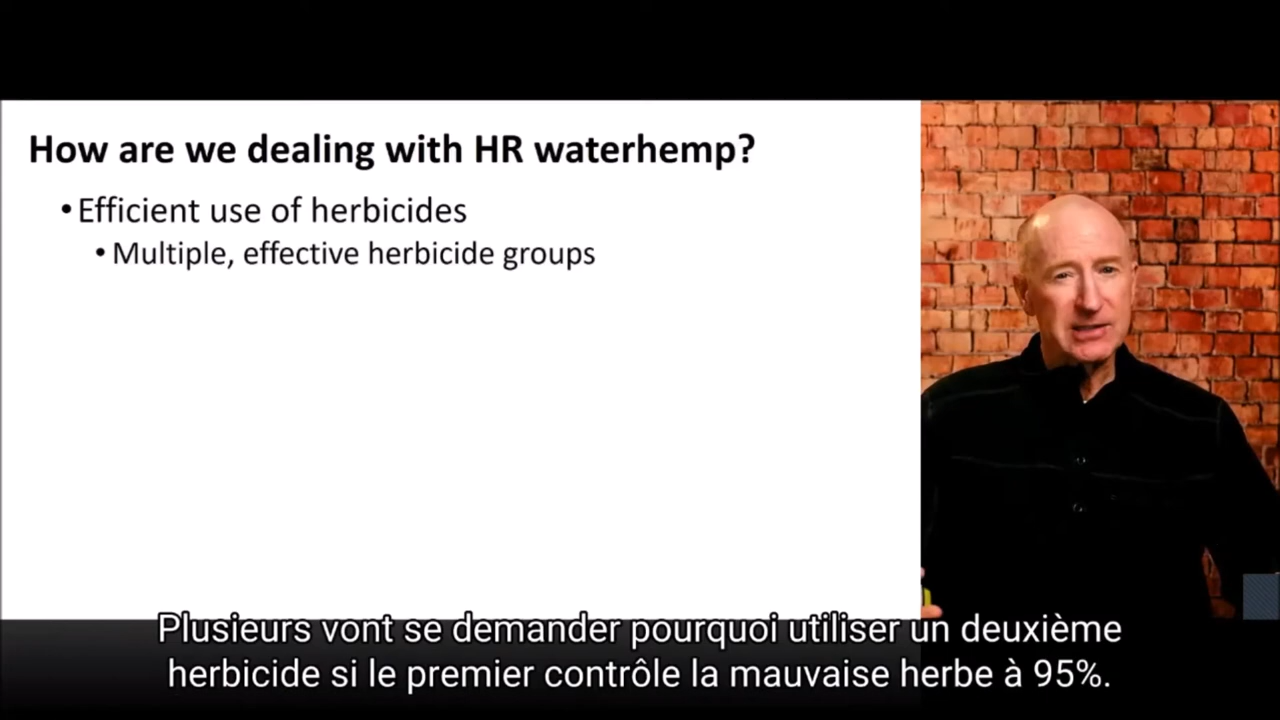 How are we dealing with HR waterhemp?
•Efficient use of herbicides
•Multiple, effective herbicide groups
Plusieurs vont se demander pourquoi utiliser un deuxième
herbicide si le premier contrôle la mauvaise herbe à 95%.